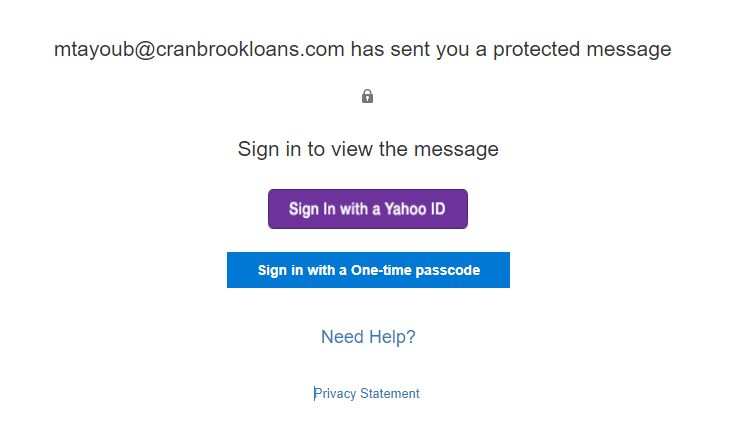 mtayoub@cranbrookloans.com has sent you a protected message
Sign in to view the message
Sign In with a Yahoo ID
Sign in with a One-time passcode
Need Help?
Privacy Statement